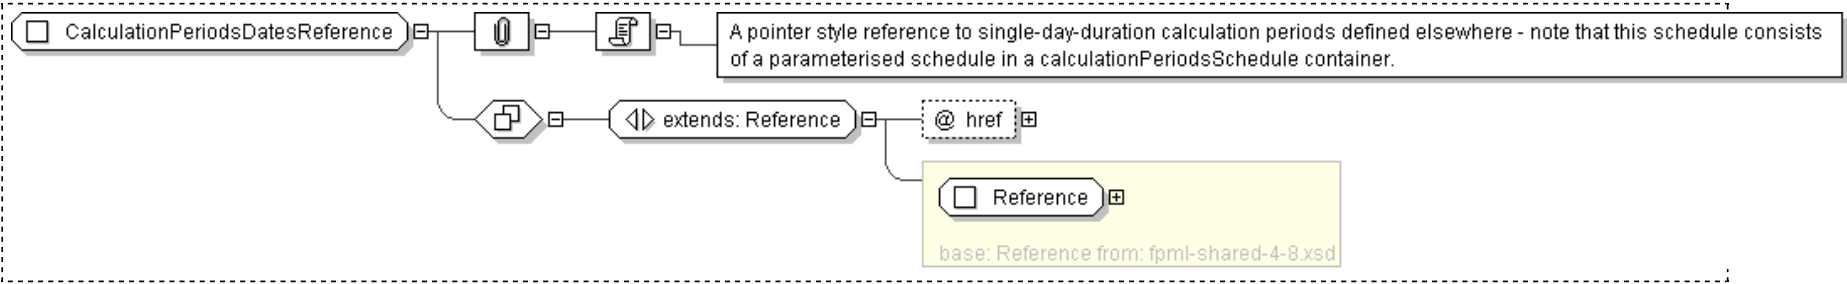 CalculationPeriodsDatesReference
A pointer style reference to single-day-duration calculation periods defined elsewhere - note that this schedule consists
of a parameterised schedule in a calculationPeriodsSchedule container.
extends: Reference
@ href
Reference
base: Reference from: fpml-shared-4-8.xsd